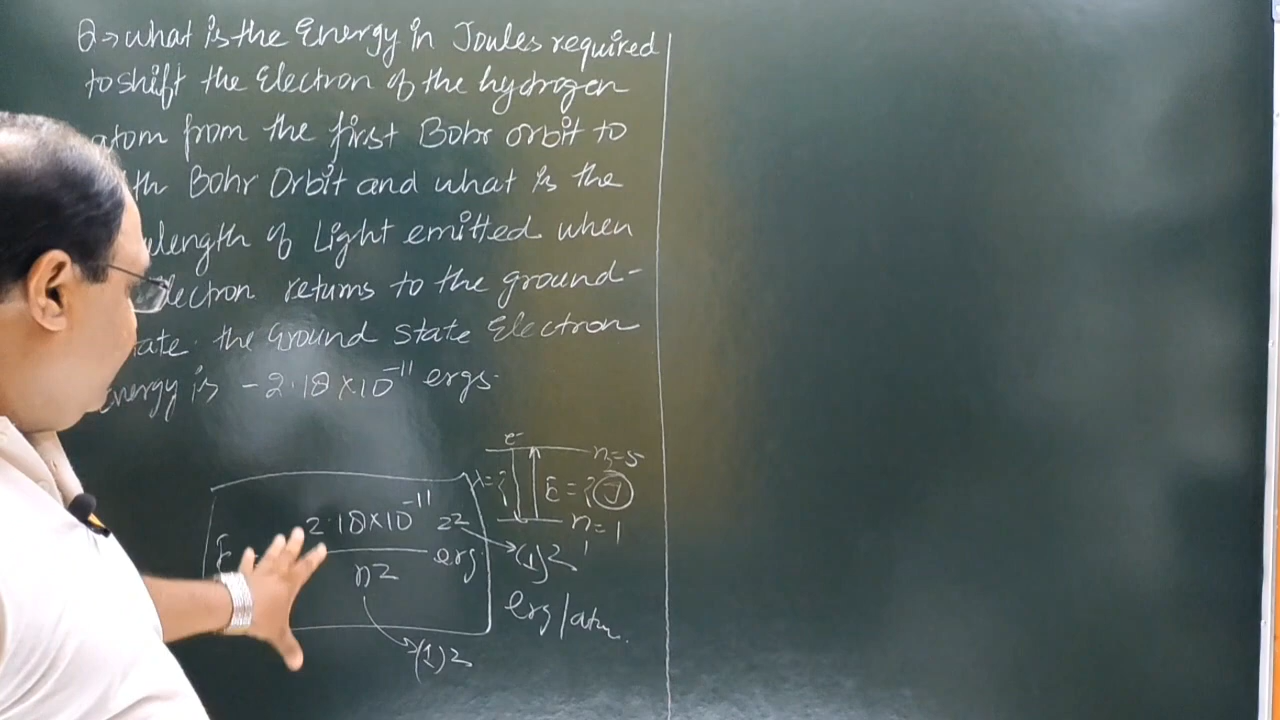 Q→ what is the Energy in Joules required
to shift the Electron of the hydrogen
atom from the first Bohr orbit to
th Bohr Orbit and what is the
length of Light emitted when
lectron returns to the ground-
ate. the Ground State Electron
Energy is -2.18×10⁻¹¹ ergs.
e-
n=5
λ={
E={ J
n=1
2.18×10⁻¹¹ z2
E
erg
n2
(1)2
erg/atm.
(1)2